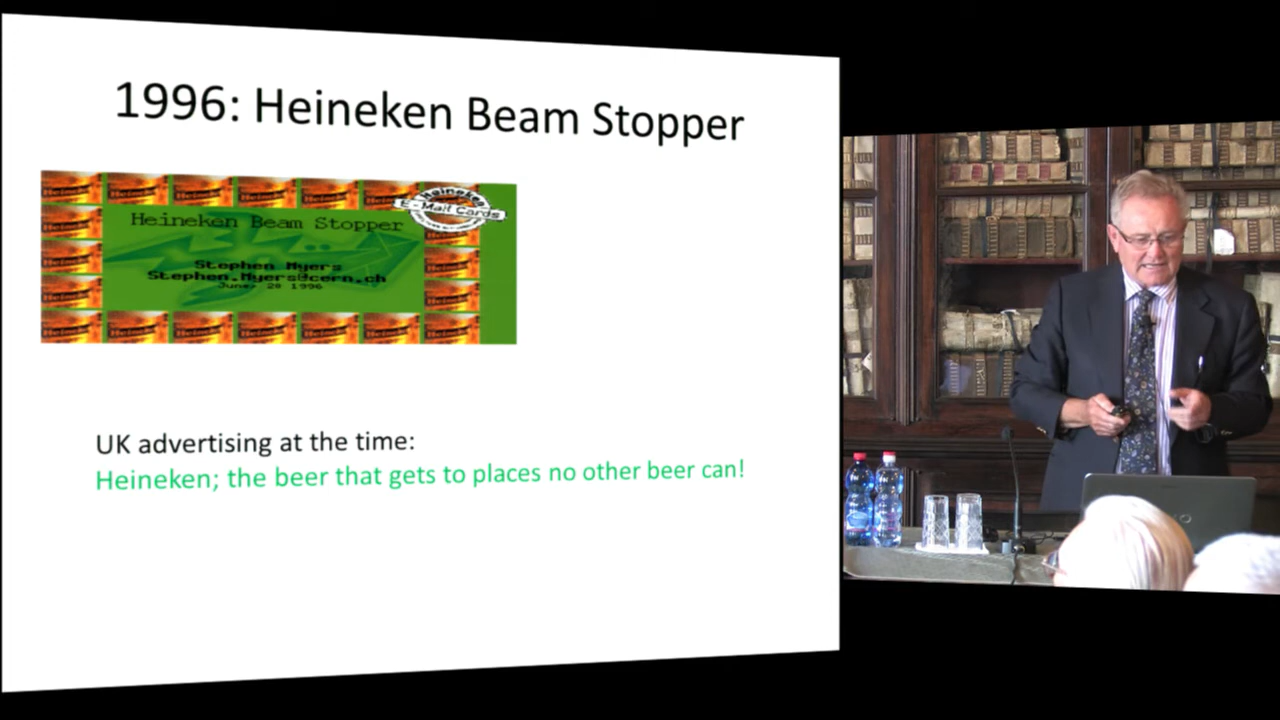 1996: Heineken Beam Stopper
Heineken
E-Mail Cards
Heineken Beam Stopper
Stephen Myers
Stephen.Myers@cern.ch
June, 20 1996
UK advertising at the time:
Heineken; the beer that gets to places no other beer can!